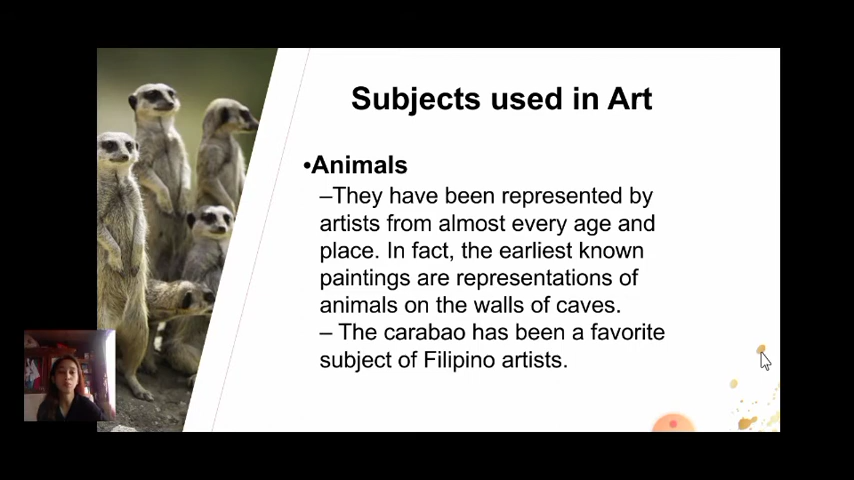 Subjects used in Art
•Animals
–They have been represented by
artists from almost every age and
place. In fact, the earliest known
paintings are representations of
animals on the walls of caves.
– The carabao has been a favorite
subject of Filipino artists.